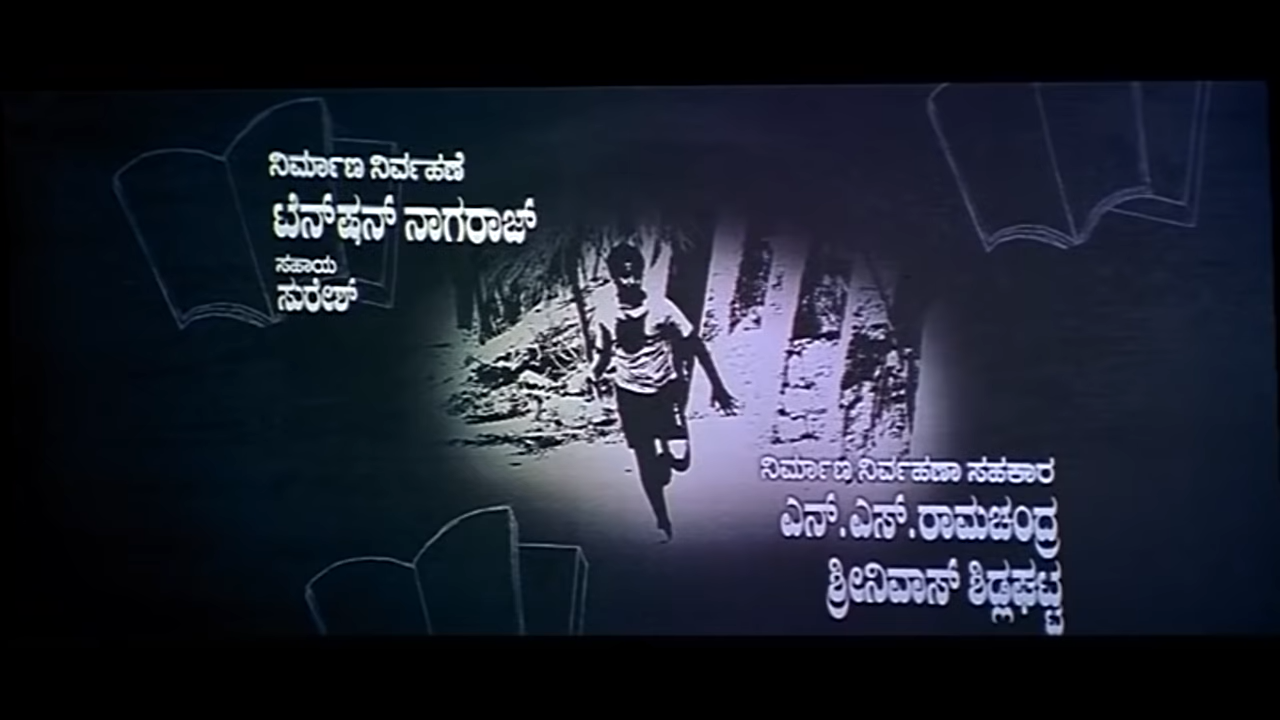 ನಿರ್ಮಾಣ ನಿರ್ವಹಣೆ
ಟೆನ್‌ಷನ್ ನಾಗರಾಜ್
ಸಹಾಯ
ಸುರೇಶ್
ನಿರ್ಮಾಣ ನಿರ್ವಹಣಾ ಸಹಕಾರ
ಎನ್.ಎಸ್.ರಾಮಚಂದ್ರ
ಶ್ರೀನಿವಾಸ್ ಶಿಡ್ಲಘಟ್ಟ